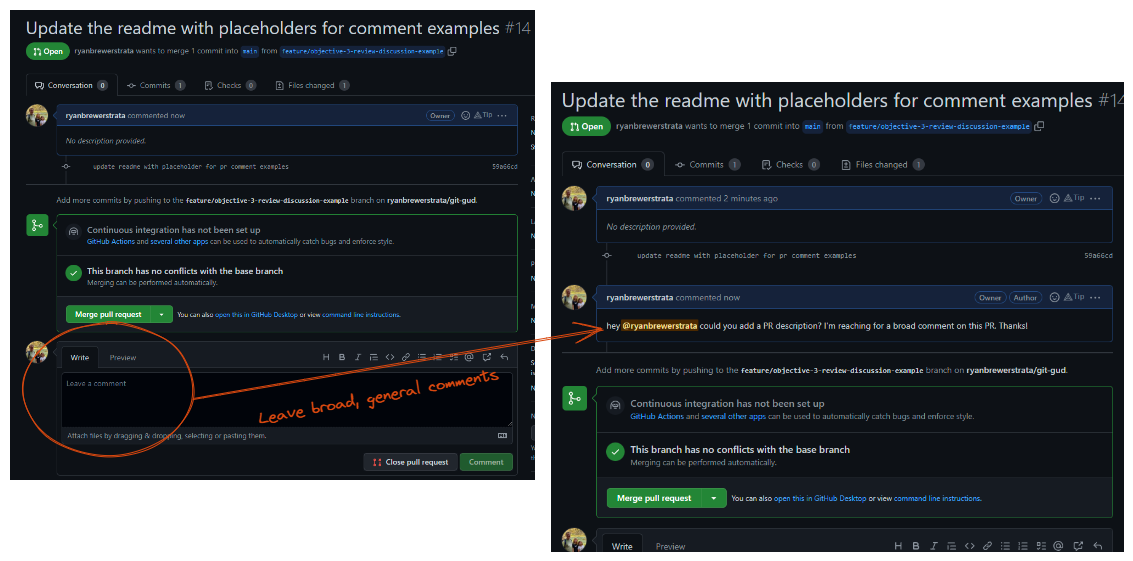 Update the readme with placeholders for comment examples #14
Open ryanbrewerstrata wants to merge 1 commit into main from feature/objective-3-review-discussion-example
Conversation 0 Commits 1 Checks 0 Files changed 1
ryanbrewerstrata commented now Owner Tip
No description provided.
update readme with placeholder for pr comment examples 59a66cd
Add more commits by pushing to the feature/objective-3-review-discussion-example branch on ryanbrewerstrata/git-gud.
Continuous integration has not been set up
GitHub Actions and several other apps can be used to automatically catch bugs and enforce style.
This branch has no conflicts with the base branch
Merging can be performed automatically.
Merge pull request You can also open this in GitHub Desktop or view command line instructions.
Write Preview
Leave a comment
Leave broad, general comments
Attach files by dragging & dropping, selecting or pasting them.
Close pull request Comment
Update the readme with placeholders for comment examples #14
Open ryanbrewerstrata wants to merge 1 commit into main from feature/objective-3-review-discussion-example
Conversation 0 Commits 1 Checks 0 Files changed 1
ryanbrewerstrata commented 2 minutes ago Owner Tip
No description provided.
update readme with placeholder for pr comment examples 59a66cd
ryanbrewerstrata commented now Owner Author Tip
hey @ryanbrewerstrata could you add a PR description? I'm reaching for a broad comment on this PR. Thanks!
Add more commits by pushing to the feature/objective-3-review-discussion-example branch on ryanbrewerstrata/git-gud.
Continuous integration has not been set up
GitHub Actions and several other apps can be used to automatically catch bugs and enforce style.
This branch has no conflicts with the base branch
Merging can be performed automatically.
Merge pull request You can also open this in GitHub Desktop or view command line instructions.
Write Preview